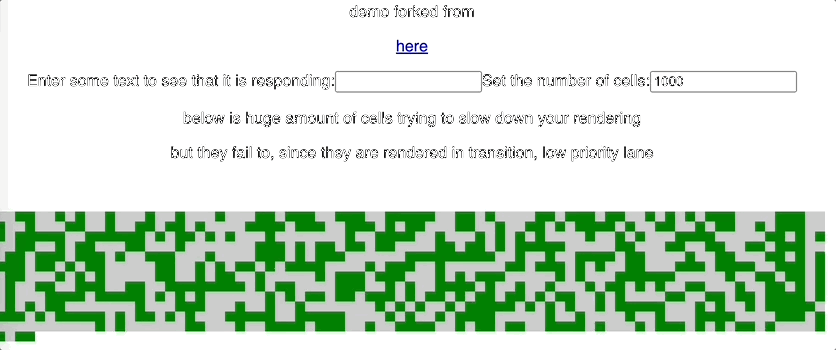 demo forked from
here
Enter some text to see that it is responding: Set the number of cells: 1000
below is huge amount of cells trying to slow down your rendering
but they fail to, since they are rendered in transition, low priority lane